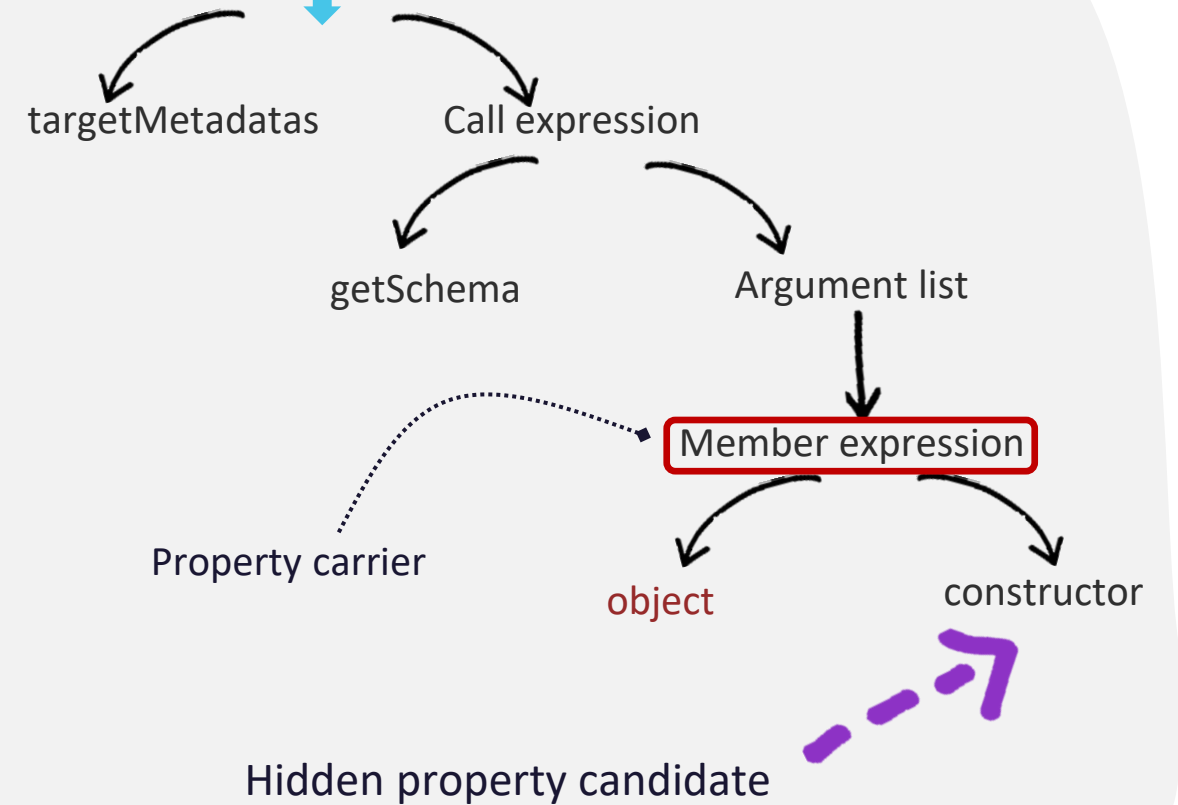 targetMetadatas
Call expression
getSchema
Argument list
Member expression
Property carrier
object
constructor
Hidden property candidate